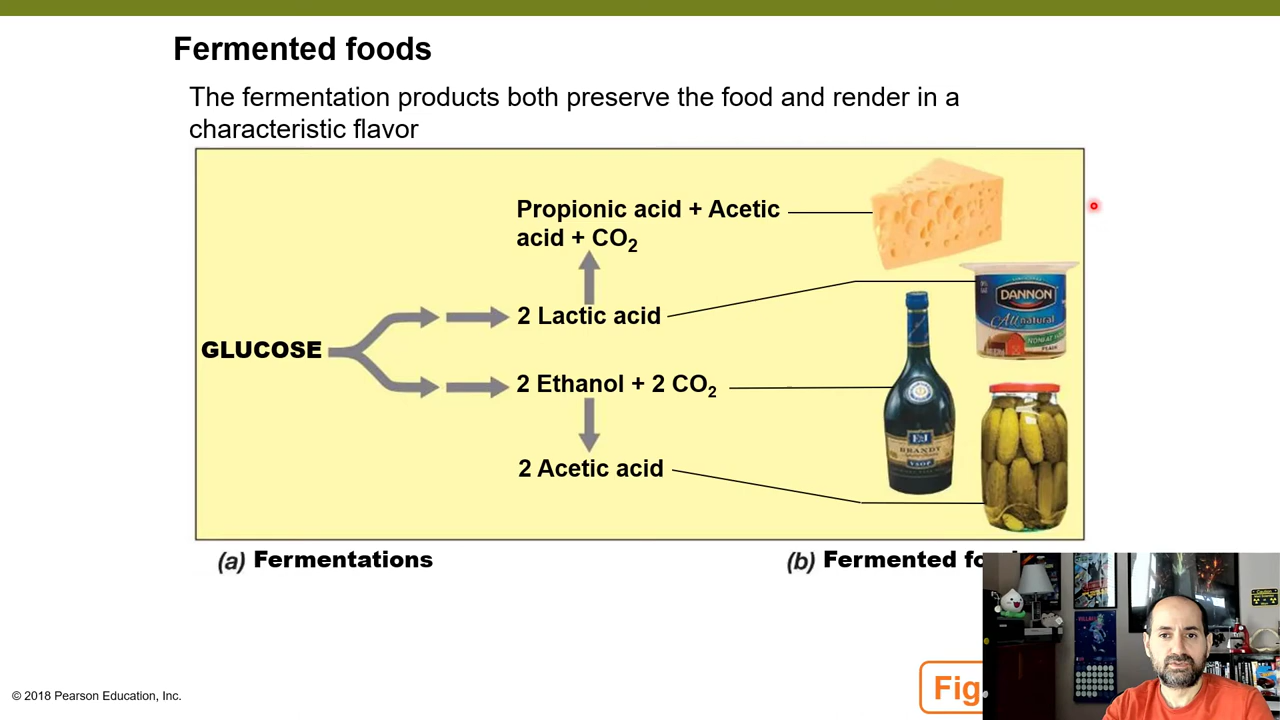 Fermented foods
The fermentation products both preserve the food and render in a
characteristic flavor
Propionic acid + Acetic
acid + CO₂
DANNON
All natural
NONFAT
2 Lactic acid
GLUCOSE
2 Ethanol + 2 CO₂
E&J
BRANDY
VSOP
2 Acetic acid
(a) Fermentations
(b) Fermented
Fig
© 2018 Pearson Education, Inc.